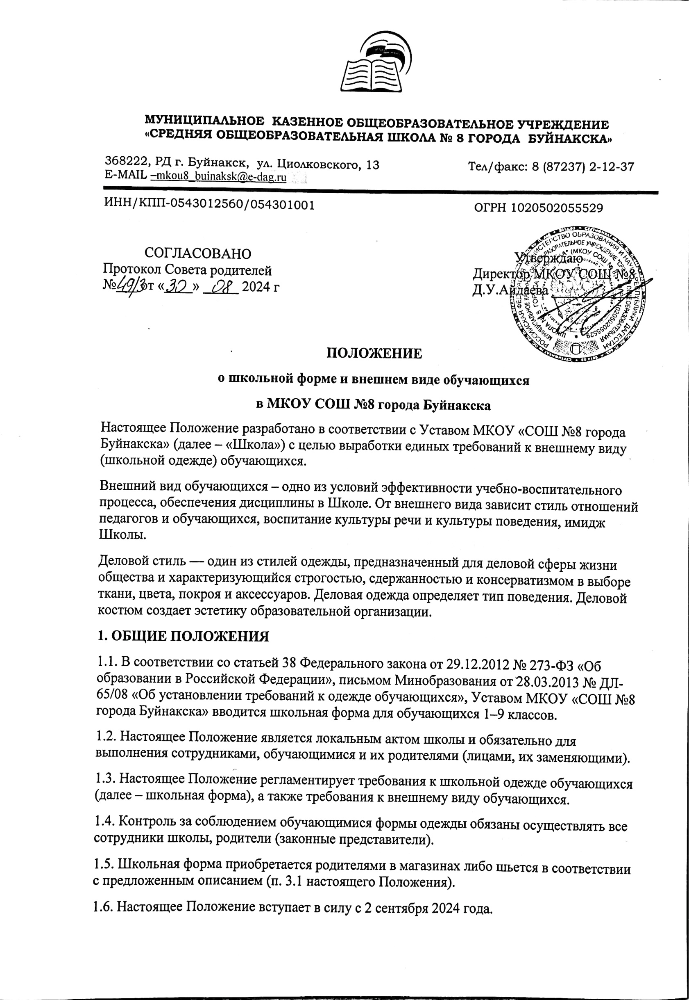 МУНИЦИПАЛЬНОЕ КАЗЕННОЕ ОБЩЕОБРАЗОВАТЕЛЬНОЕ УЧРЕЖДЕНИЕ
«СРЕДНЯЯ ОБЩЕОБРАЗОВАТЕЛЬНАЯ ШКОЛА № 8 ГОРОДА БУЙНАКСКА»
368222, РД г. Буйнакск, ул. Циолковского, 13 Тел/факс: 8 (87237) 2-12-37
E-MAIL –mkou8_buinaksk@e-dag.ru
ИНН/КПП-0543012560/054301001 ОГРН 1020502055529
СОГЛАСОВАНО
Протокол Совета родителей
№49/3от «30» 08 2024 г
Утверждаю
Директор МКОУ СОШ №8
Д.У.Аидаева
ПОЛОЖЕНИЕ
о школьной форме и внешнем виде обучающихся
в МКОУ СОШ №8 города Буйнакска
Настоящее Положение разработано в соответствии с Уставом МКОУ «СОШ №8 города
Буйнакска» (далее – «Школа») с целью выработки единых требований к внешнему виду
(школьной одежде) обучающихся.
Внешний вид обучающихся – одно из условий эффективности учебно-воспитательного
процесса, обеспечения дисциплины в Школе. От внешнего вида зависит стиль отношений
педагогов и обучающихся, воспитание культуры речи и культуры поведения, имидж
Школы.
Деловой стиль — один из стилей одежды, предназначенный для деловой сферы жизни
общества и характеризующийся строгостью, сдержанностью и консерватизмом в выборе
ткани, цвета, покроя и аксессуаров. Деловая одежда определяет тип поведения. Деловой
костюм создает эстетику образовательной организации.
1. ОБЩИЕ ПОЛОЖЕНИЯ
1.1. В соответствии со статьей 38 Федерального закона от 29.12.2012 № 273-ФЗ «Об
образовании в Российской Федерации», письмом Минобразования от 28.03.2013 № ДЛ-
65/08 «Об установлении требований к одежде обучающихся», Уставом МКОУ «СОШ №8
города Буйнакска» вводится школьная форма для обучающихся 1–9 классов.
1.2. Настоящее Положение является локальным актом школы и обязательно для
выполнения сотрудниками, обучающимися и их родителями (лицами, их заменяющими).
1.3. Настоящее Положение регламентирует требования к школьной одежде обучающихся
(далее – школьная форма), а также требования к внешнему виду обучающихся.
1.4. Контроль за соблюдением обучающимися формы одежды обязаны осуществлять все
сотрудники школы, родители (законные представители).
1.5. Школьная форма приобретается родителями в магазинах либо шьется в соответствии
с предложенным описанием (п. 3.1 настоящего Положения).
1.6. Настоящее Положение вступает в силу с 2 сентября 2024 года.